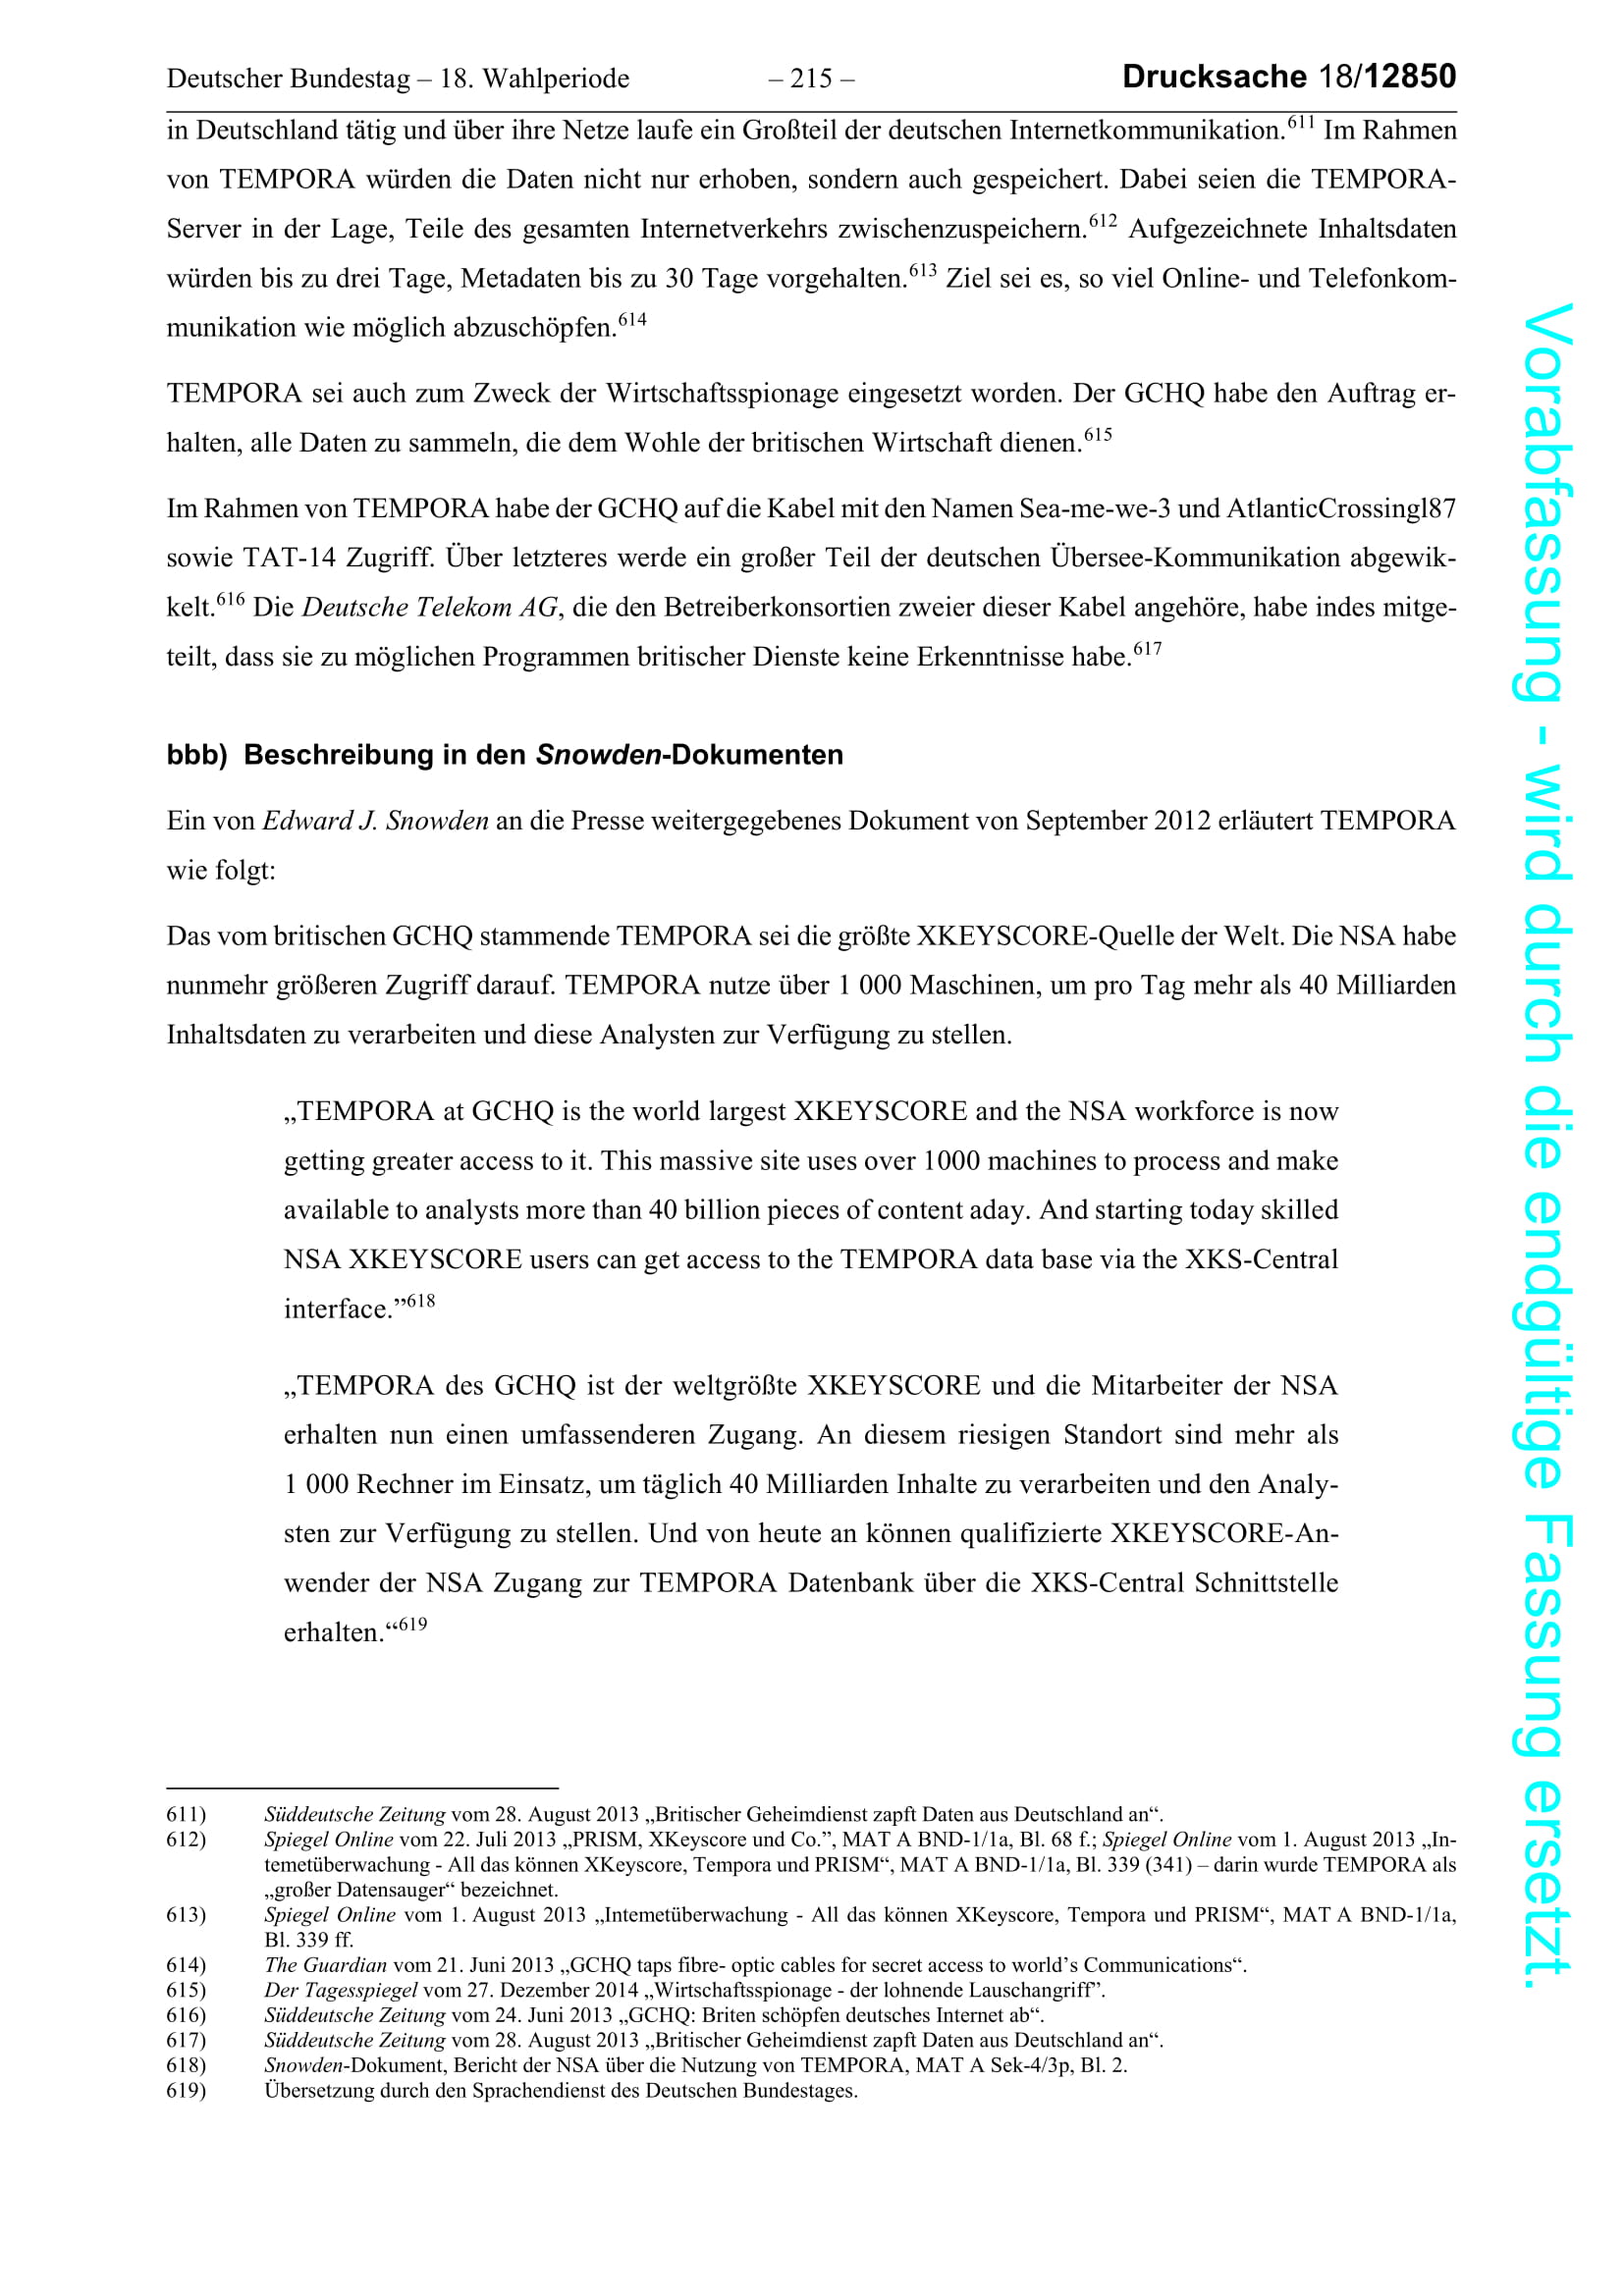 Deutscher Bundestag – 18. Wahlperiode – 215 – Drucksache 18/12850
in Deutschland tätig und über ihre Netze laufe ein Großteil der deutschen Internetkommunikation.611 Im Rahmen
von TEMPORA würden die Daten nicht nur erhoben, sondern auch gespeichert. Dabei seien die TEMPORA-
Server in der Lage, Teile des gesamten Internetverkehrs zwischenzuspeichern.612 Aufgezeichnete Inhaltsdaten
würden bis zu drei Tage, Metadaten bis zu 30 Tage vorgehalten.613 Ziel sei es, so viel Online- und Telefonkom-
munikation wie möglich abzuschöpfen.614
TEMPORA sei auch zum Zweck der Wirtschaftsspionage eingesetzt worden. Der GCHQ habe den Auftrag er-
halten, alle Daten zu sammeln, die dem Wohle der britischen Wirtschaft dienen.615
Im Rahmen von TEMPORA habe der GCHQ auf die Kabel mit den Namen Sea-me-we-3 und AtlanticCrossingl87
sowie TAT-14 Zugriff. Über letzteres werde ein großer Teil der deutschen Übersee-Kommunikation abgewik-
kelt.616 Die Deutsche Telekom AG, die den Betreiberkonsortien zweier dieser Kabel angehöre, habe indes mitge-
teilt, dass sie zu möglichen Programmen britischer Dienste keine Erkenntnisse habe.617
bbb) Beschreibung in den Snowden-Dokumenten
Ein von Edward J. Snowden an die Presse weitergegebenes Dokument von September 2012 erläutert TEMPORA
wie folgt:
Das vom britischen GCHQ stammende TEMPORA sei die größte XKEYSCORE-Quelle der Welt. Die NSA habe
nunmehr größeren Zugriff darauf. TEMPORA nutze über 1 000 Maschinen, um pro Tag mehr als 40 Milliarden
Inhaltsdaten zu verarbeiten und diese Analysten zur Verfügung zu stellen.
„TEMPORA at GCHQ is the world largest XKEYSCORE and the NSA workforce is now
getting greater access to it. This massive site uses over 1000 machines to process and make
available to analysts more than 40 billion pieces of content aday. And starting today skilled
NSA XKEYSCORE users can get access to the TEMPORA data base via the XKS-Central
interface.”618
„TEMPORA des GCHQ ist der weltgrößte XKEYSCORE und die Mitarbeiter der NSA
erhalten nun einen umfassenderen Zugang. An diesem riesigen Standort sind mehr als
1 000 Rechner im Einsatz, um täglich 40 Milliarden Inhalte zu verarbeiten und den Analy-
sten zur Verfügung zu stellen. Und von heute an können qualifizierte XKEYSCORE-An-
wender der NSA Zugang zur TEMPORA Datenbank über die XKS-Central Schnittstelle
erhalten.“619
611) Süddeutsche Zeitung vom 28. August 2013 „Britischer Geheimdienst zapft Daten aus Deutschland an“.
612) Spiegel Online vom 22. Juli 2013 „PRISM, XKeyscore und Co.”, MAT A BND-1/1a, Bl. 68 f.; Spiegel Online vom 1. August 2013 „In-
temetüberwachung - All das können XKeyscore, Tempora und PRISM“, MAT A BND-1/1a, Bl. 339 (341) – darin wurde TEMPORA als
„großer Datensauger“ bezeichnet.
613) Spiegel Online vom 1. August 2013 „Intemetüberwachung - All das können XKeyscore, Tempora und PRISM“, MAT A BND-1/1a,
Bl. 339 ff.
614) The Guardian vom 21. Juni 2013 „GCHQ taps fibre- optic cables for secret access to world’s Communications“.
615) Der Tagesspiegel vom 27. Dezember 2014 „Wirtschaftsspionage - der lohnende Lauschangriff”.
616) Süddeutsche Zeitung vom 24. Juni 2013 „GCHQ: Briten schöpfen deutsches Internet ab“.
617) Süddeutsche Zeitung vom 28. August 2013 „Britischer Geheimdienst zapft Daten aus Deutschland an“.
618) Snowden-Dokument, Bericht der NSA über die Nutzung von TEMPORA, MAT A Sek-4/3p, Bl. 2.
619) Übersetzung durch den Sprachendienst des Deutschen Bundestages.
Vorabfassung - wird durch die endgültige Fassung ersetzt.